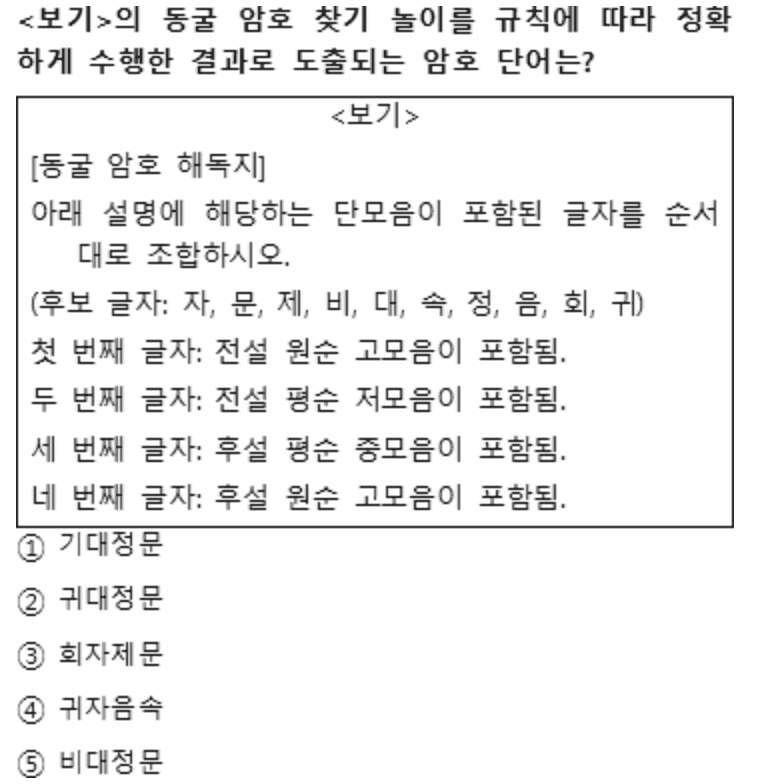 <보기>의 동굴 암호 찾기 놀이를 규칙에 따라 정확
하게 수행한 결과로 도출되는 암호 단어는?
<보기>
[동굴 암호 해독지]
아래 설명에 해당하는 단모음이 포함된 글자를 순서
대로 조합하시오.
(후보 글자: 자, 문, 제, 비, 대, 속, 정, 음, 회, 귀)
첫 번째 글자: 전설 원순 고모음이 포함됨.
두 번째 글자: 전설 평순 저모음이 포함됨.
세 번째 글자: 후설 평순 중모음이 포함됨.
네 번째 글자: 후설 원순 고모음이 포함됨.
① 기대정문
② 귀대정문
③ 회자제문
④ 귀자음속
⑤ 비대정문